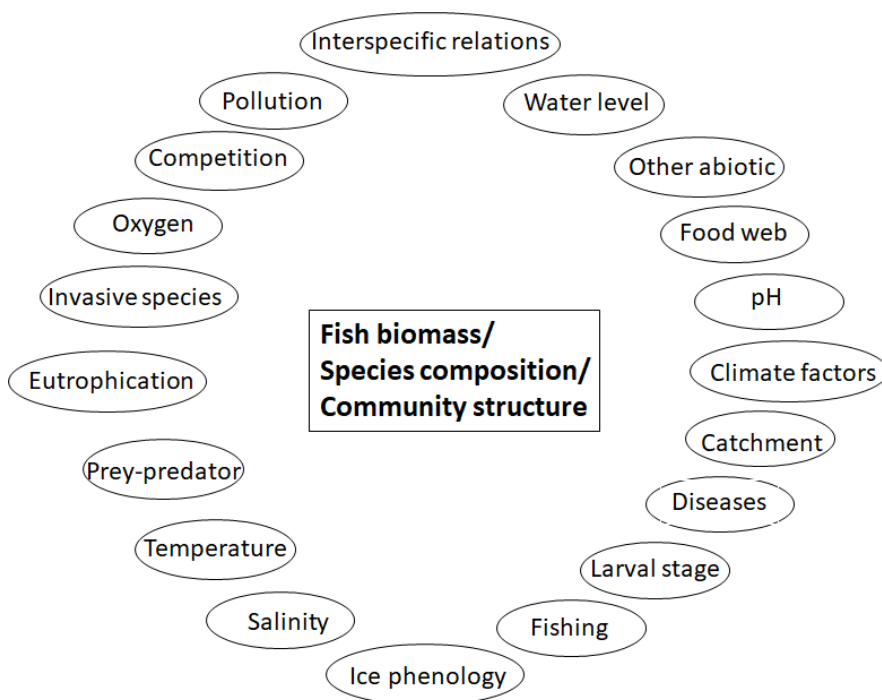 Interspecific relations
Pollution
Water level
Competition
Other abiotic
Oxygen
Food web
Invasive species
pH
Fish biomass/
Species composition/
Community structure
Eutrophication
Climate factors
Catchment
Prey-predator
Diseases
Temperature
Larval stage
Salinity
Fishing
Ice phenology